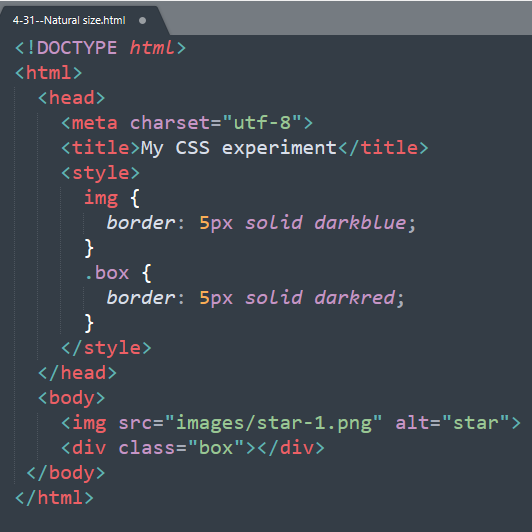 4-31--Natural size.html
<!DOCTYPE html>
<html>
<head>
<meta charset="utf-8">
<title>My CSS experiment</title>
<style>
img {
border: 5px solid darkblue;
}
.box {
border: 5px solid darkred;
}
</style>
</head>
<body>
<img src="images/star-1.png" alt="star">
<div class="box"></div>
</body>
</html>